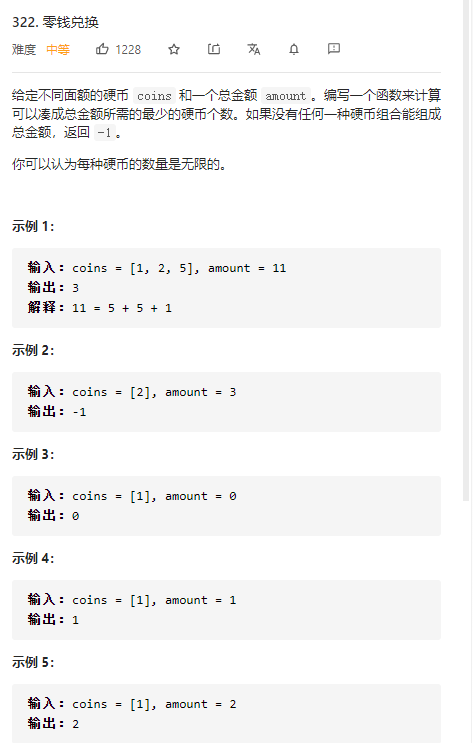 322. 零钱兑换
难度 中等 1228
给定不同面额的硬币 coins 和一个总金额 amount。编写一个函数来计算
可以凑成总金额所需的最少的硬币个数。如果没有任何一种硬币组合能组成
总金额，返回 -1。
你可以认为每种硬币的数量是无限的。
示例 1：
输入：coins = [1, 2, 5], amount = 11
输出：3
解释：11 = 5 + 5 + 1
示例 2：
输入：coins = [2], amount = 3
输出：-1
示例 3：
输入：coins = [1], amount = 0
输出：0
示例 4：
输入：coins = [1], amount = 1
输出：1
示例 5：
输入：coins = [1], amount = 2
输出：2